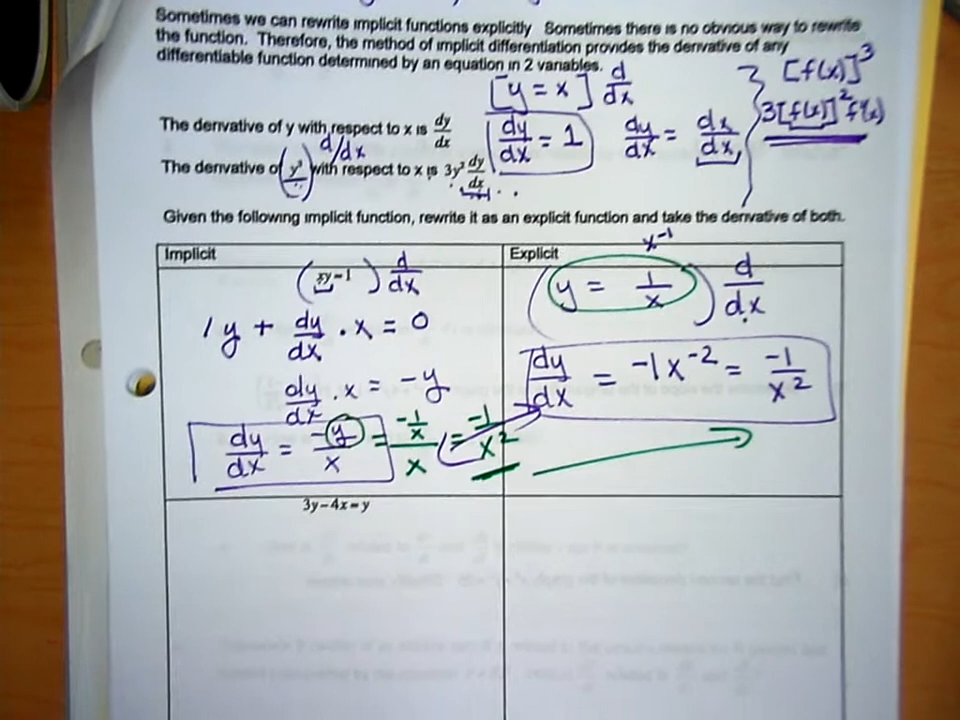 Sometimes we can rewrite implicit functions explicitly Sometimes there is no obvious way to rewrite
the function. Therefore, the method of implicit differentiation provides the derivative of any
differentiable function determined by an equation in 2 variables.
[y = x] d/dx
[f(x)]^3
3[f(x)]^2 f'(x)
The derivative of y with respect to x is dy/dx
dy/dx = 1
dy/dx = dx/dx
d/dx
The derivative of (y³) with respect to x is 3y² dy/dx
Given the following implicit function, rewrite it as an explicit function and take the derivative of both.
Implicit
Explicit
(xy=1) d/dx
1y + dy/dx · x = 0
dy/dx · x = -y
dy/dx = -y/x = (-1/x)/x = -1/x²
x^-1
(y = 1/x) d/dx
dy/dx = -1x^-2 = -1/x²
3y – 4x = y